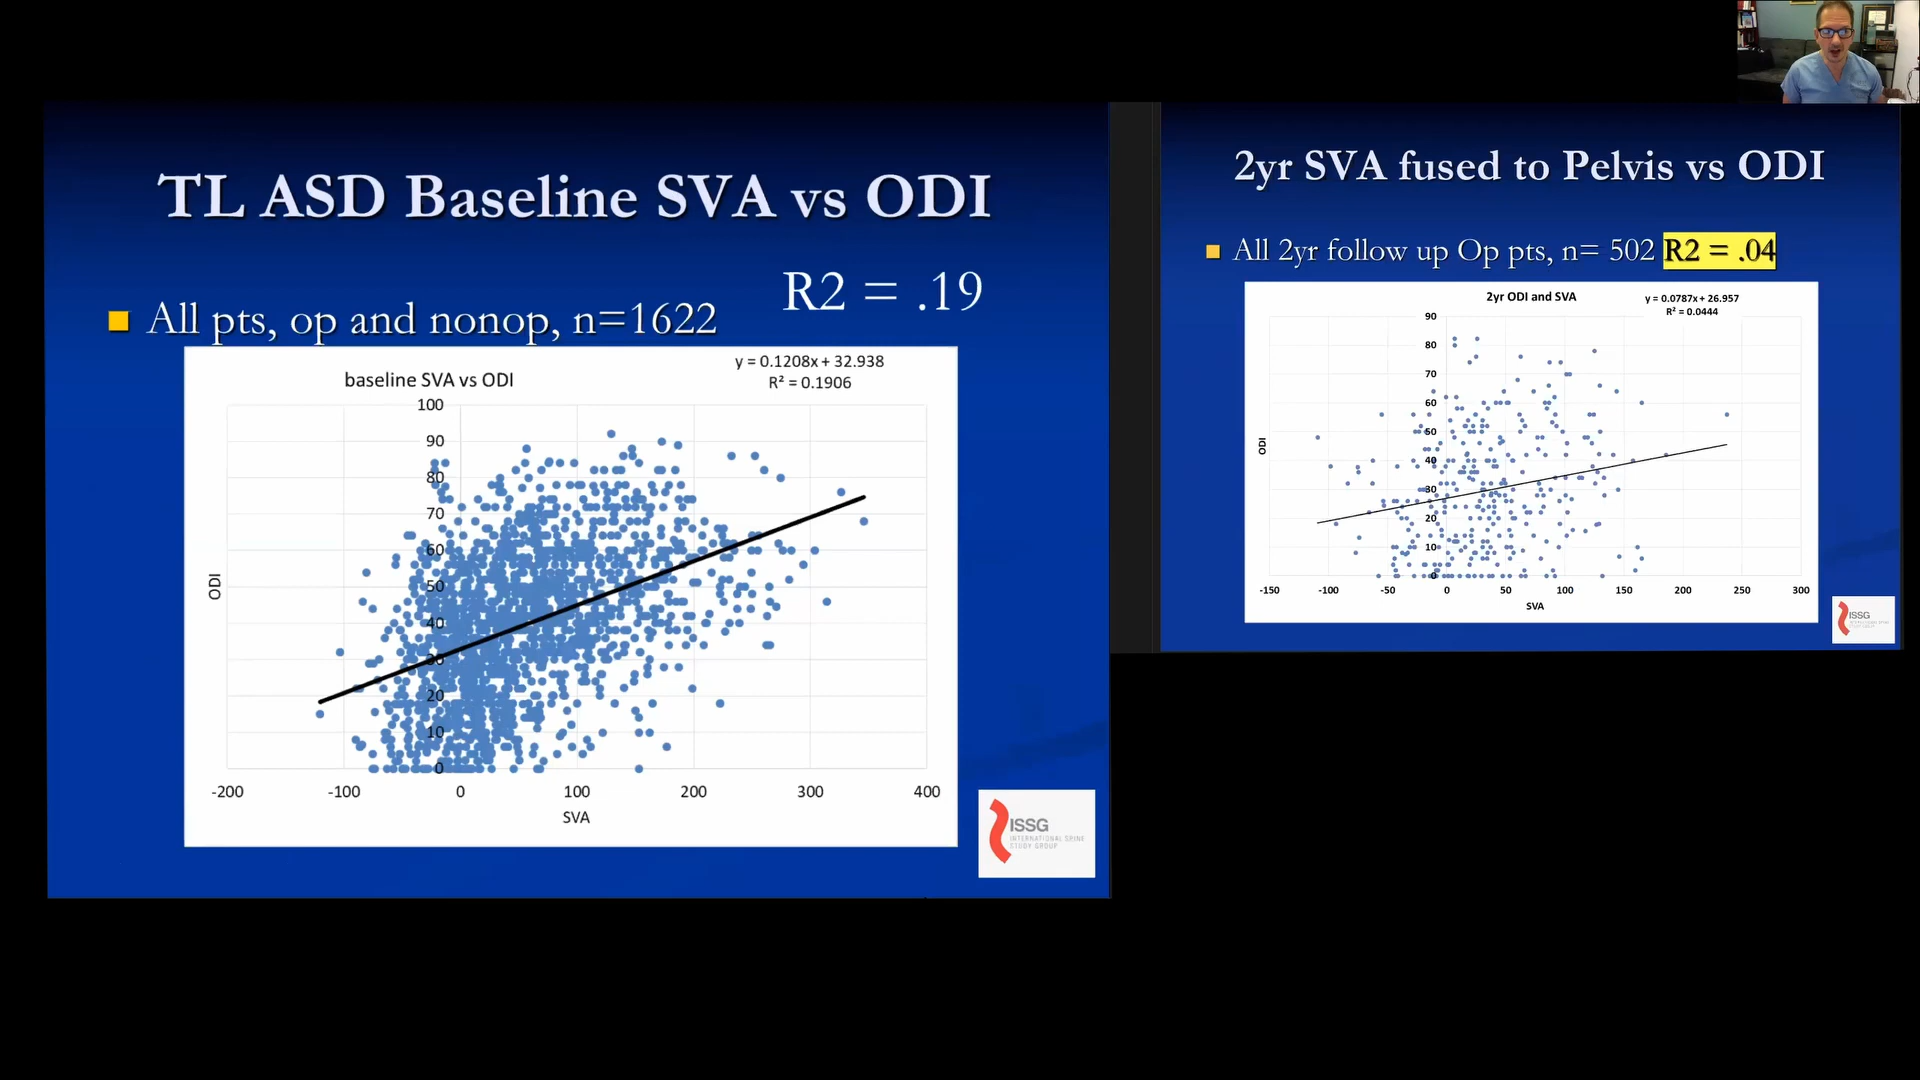 TL ASD Baseline SVA vs ODI
R2 = .19
All pts, op and nonop, n=1622
baseline SVA vs ODI
y = 0.1208x + 32.938
R² = 0.1906
100
90
80
70
60
50
40
30
20
10
0
ODI
-200 -100 0 100 200 300 400
SVA
ISSG
INTERNATIONAL SPINE
STUDY GROUP
2yr SVA fused to Pelvis vs ODI
All 2yr follow up Op pts, n= 502 R2 = .04
2yr ODI and SVA
y = 0.0787x + 26.957
R² = 0.0444
90
80
70
60
50
40
30
20
10
0
ODI
-150 -100 -50 0 50 100 150 200 250 300
SVA
ISSG